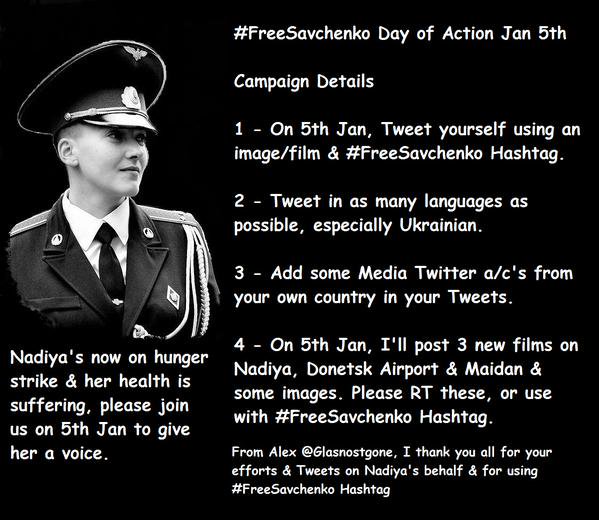 #FreeSavchenko Day of Action Jan 5th
Campaign Details
1 - On 5th Jan, Tweet yourself using an
image/film & #FreeSavchenko Hashtag.
2 - Tweet in as many languages as
possible, especially Ukrainian.
3 - Add some Media Twitter a/c's from
your own country in your Tweets.
4 - On 5th Jan, I'll post 3 new films on
Nadiya, Donetsk Airport & Maidan &
some images. Please RT these, or use
with #FreeSavchenko Hashtag.
Nadiya's now on hunger
strike & her health is
suffering, please join
us on 5th Jan to give
her a voice.
From Alex @Glasnostgone, I thank you all for your
efforts & Tweets on Nadiya's behalf & for using
#FreeSavchenko Hashtag